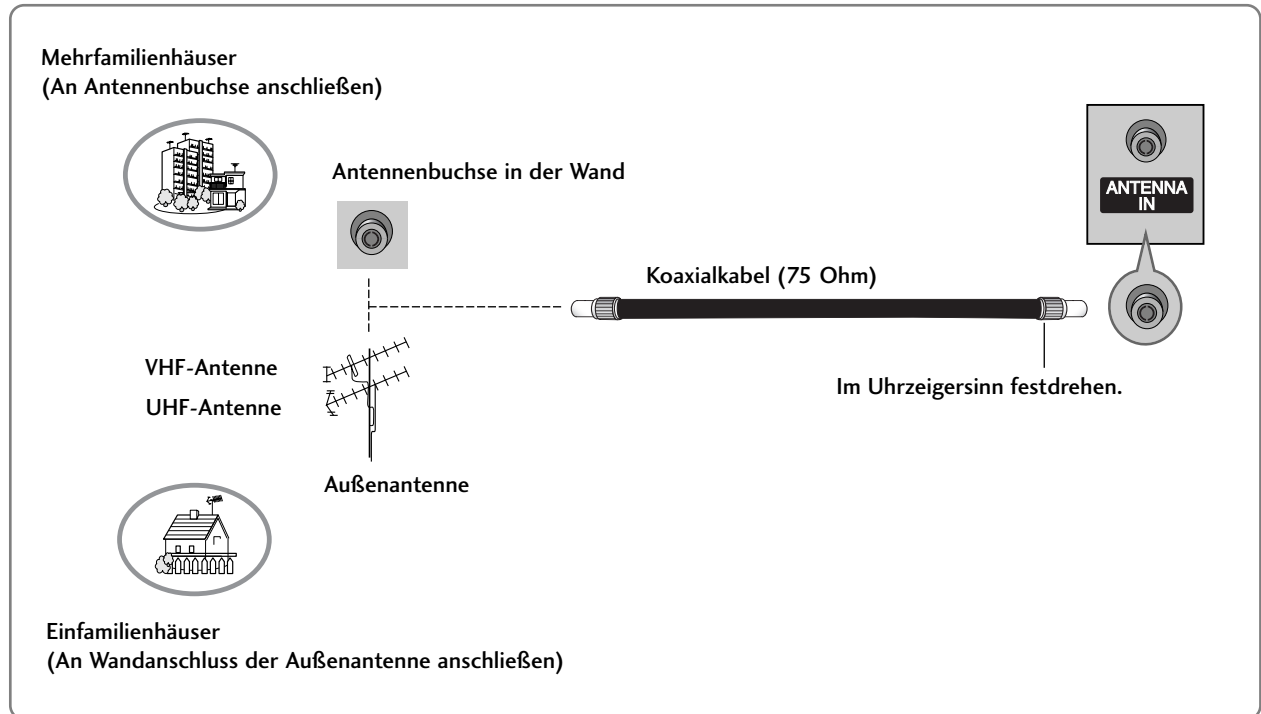 Mehrfamilienhäuser
(An Antennenbuchse anschließen)
Antennenbuchse in der Wand
ANTENNA
IN
Koaxialkabel (75 Ohm)
VHF-Antenne
UHF-Antenne
Im Uhrzeigersinn festdrehen.
Außenantenne
Einfamilienhäuser
(An Wandanschluss der Außenantenne anschließen)